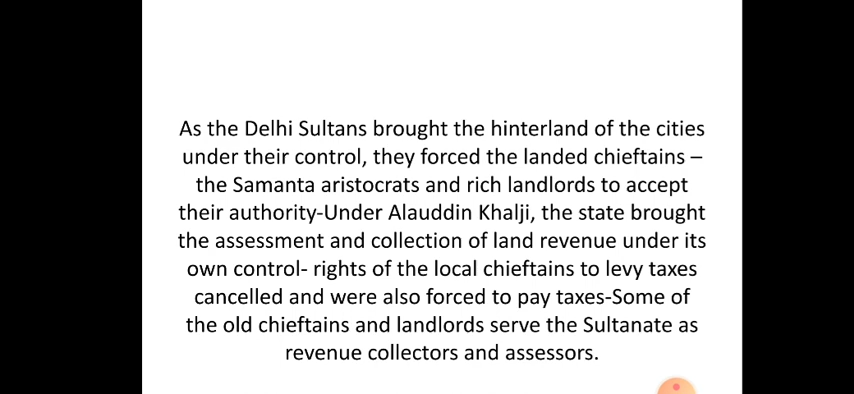 As the Delhi Sultans brought the hinterland of the cities
under their control, they forced the landed chieftains –
the Samanta aristocrats and rich landlords to accept
their authority-Under Alauddin Khalji, the state brought
the assessment and collection of land revenue under its
own control- rights of the local chieftains to levy taxes
cancelled and were also forced to pay taxes-Some of
the old chieftains and landlords serve the Sultanate as
revenue collectors and assessors.